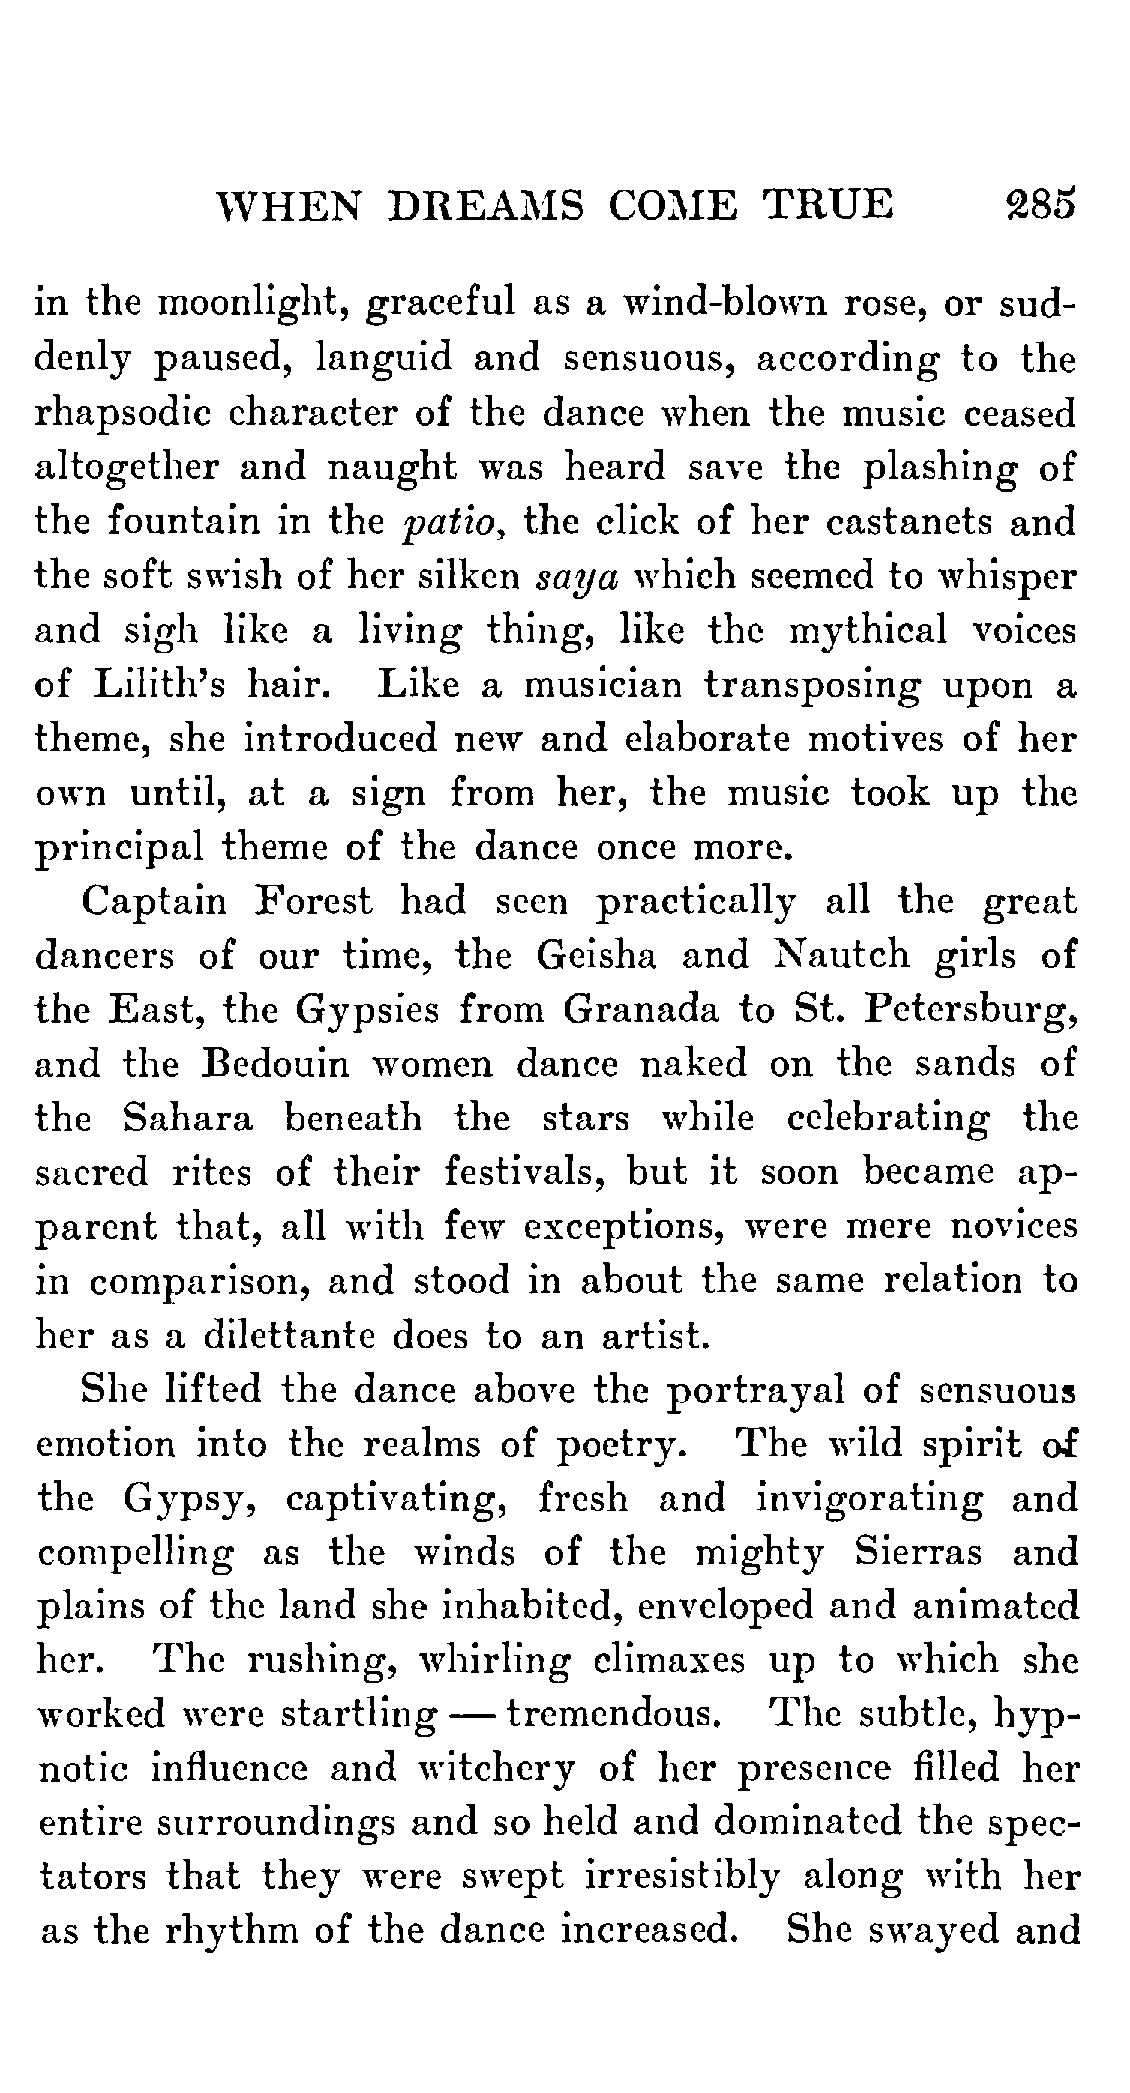 WHEN DREAMS COME TRUE 285
in the moonlight, graceful as a wind-blown rose, or sud-
denly paused, languid and sensuous, according to the
rhapsodic character of the dance when the music ceased
altogether and naught was heard save the plashing of
the fountain in the patio, the click of her castanets and
the soft swish of her silken saya which seemed to whisper
and sigh like a living thing, like the mythical voices
of Lilith's hair. Like a musician transposing upon a
theme, she introduced new and elaborate motives of her
own until, at a sign from her, the music took up the
principal theme of the dance once more.
Captain Forest had seen practically all the great
dancers of our time, the Geisha and Nautch girls of
the East, the Gypsies from Granada to St. Petersburg,
and the Bedouin women dance naked on the sands of
the Sahara beneath the stars while celebrating the
sacred rites of their festivals, but it soon became ap-
parent that, all with few exceptions, were mere novices
in comparison, and stood in about the same relation to
her as a dilettante does to an artist.
She lifted the dance above the portrayal of sensuous
emotion into the realms of poetry. The wild spirit of
the Gypsy, captivating, fresh and invigorating and
compelling as the winds of the mighty Sierras and
plains of the land she inhabited, enveloped and animated
her. The rushing, whirling climaxes up to which she
worked were startling — tremendous. The subtle, hyp-
notic influence and witchery of her presence filled her
entire surroundings and so held and dominated the spec-
tators that they were swept irresistibly along with her
as the rhythm of the dance increased. She swayed and